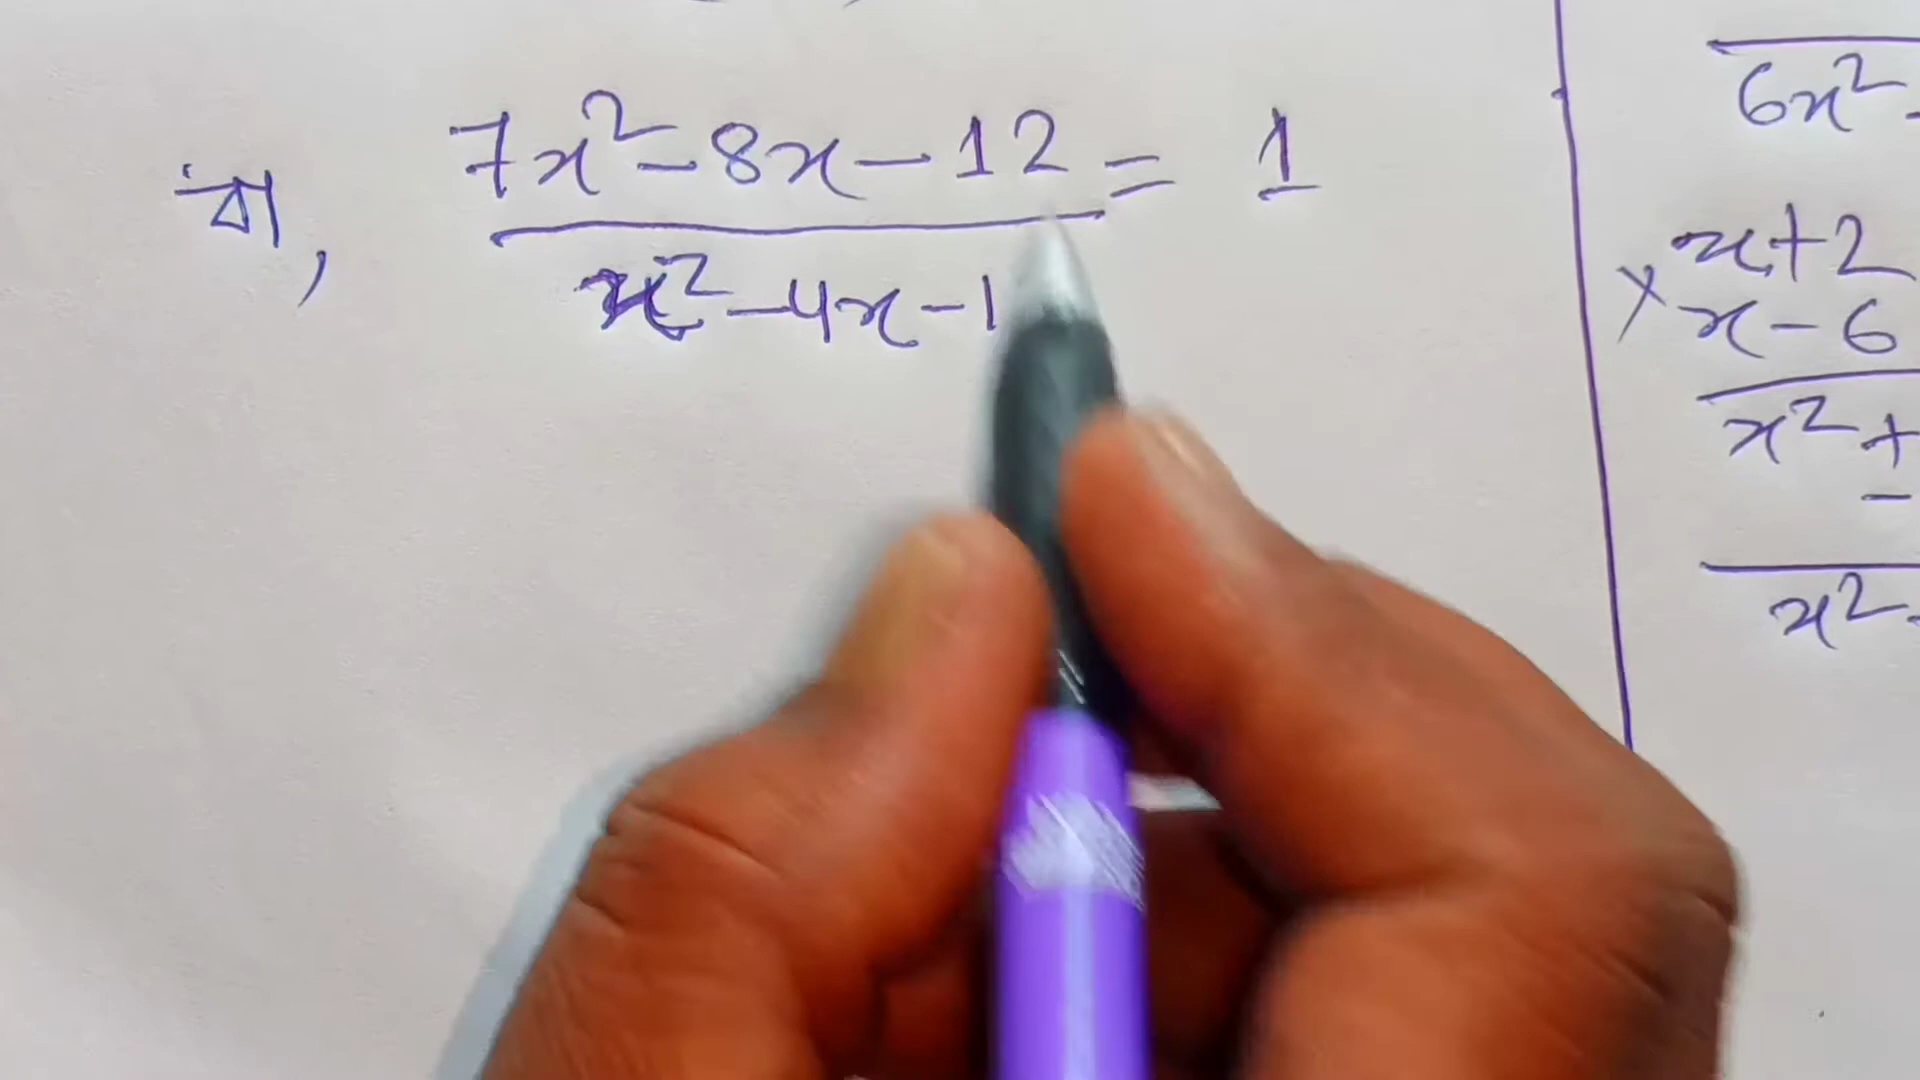 বা, 7x² - 8x - 12 = 1
x² - 4x - 1
6x² -
x + 2
× x - 6
x² +
-
x² -